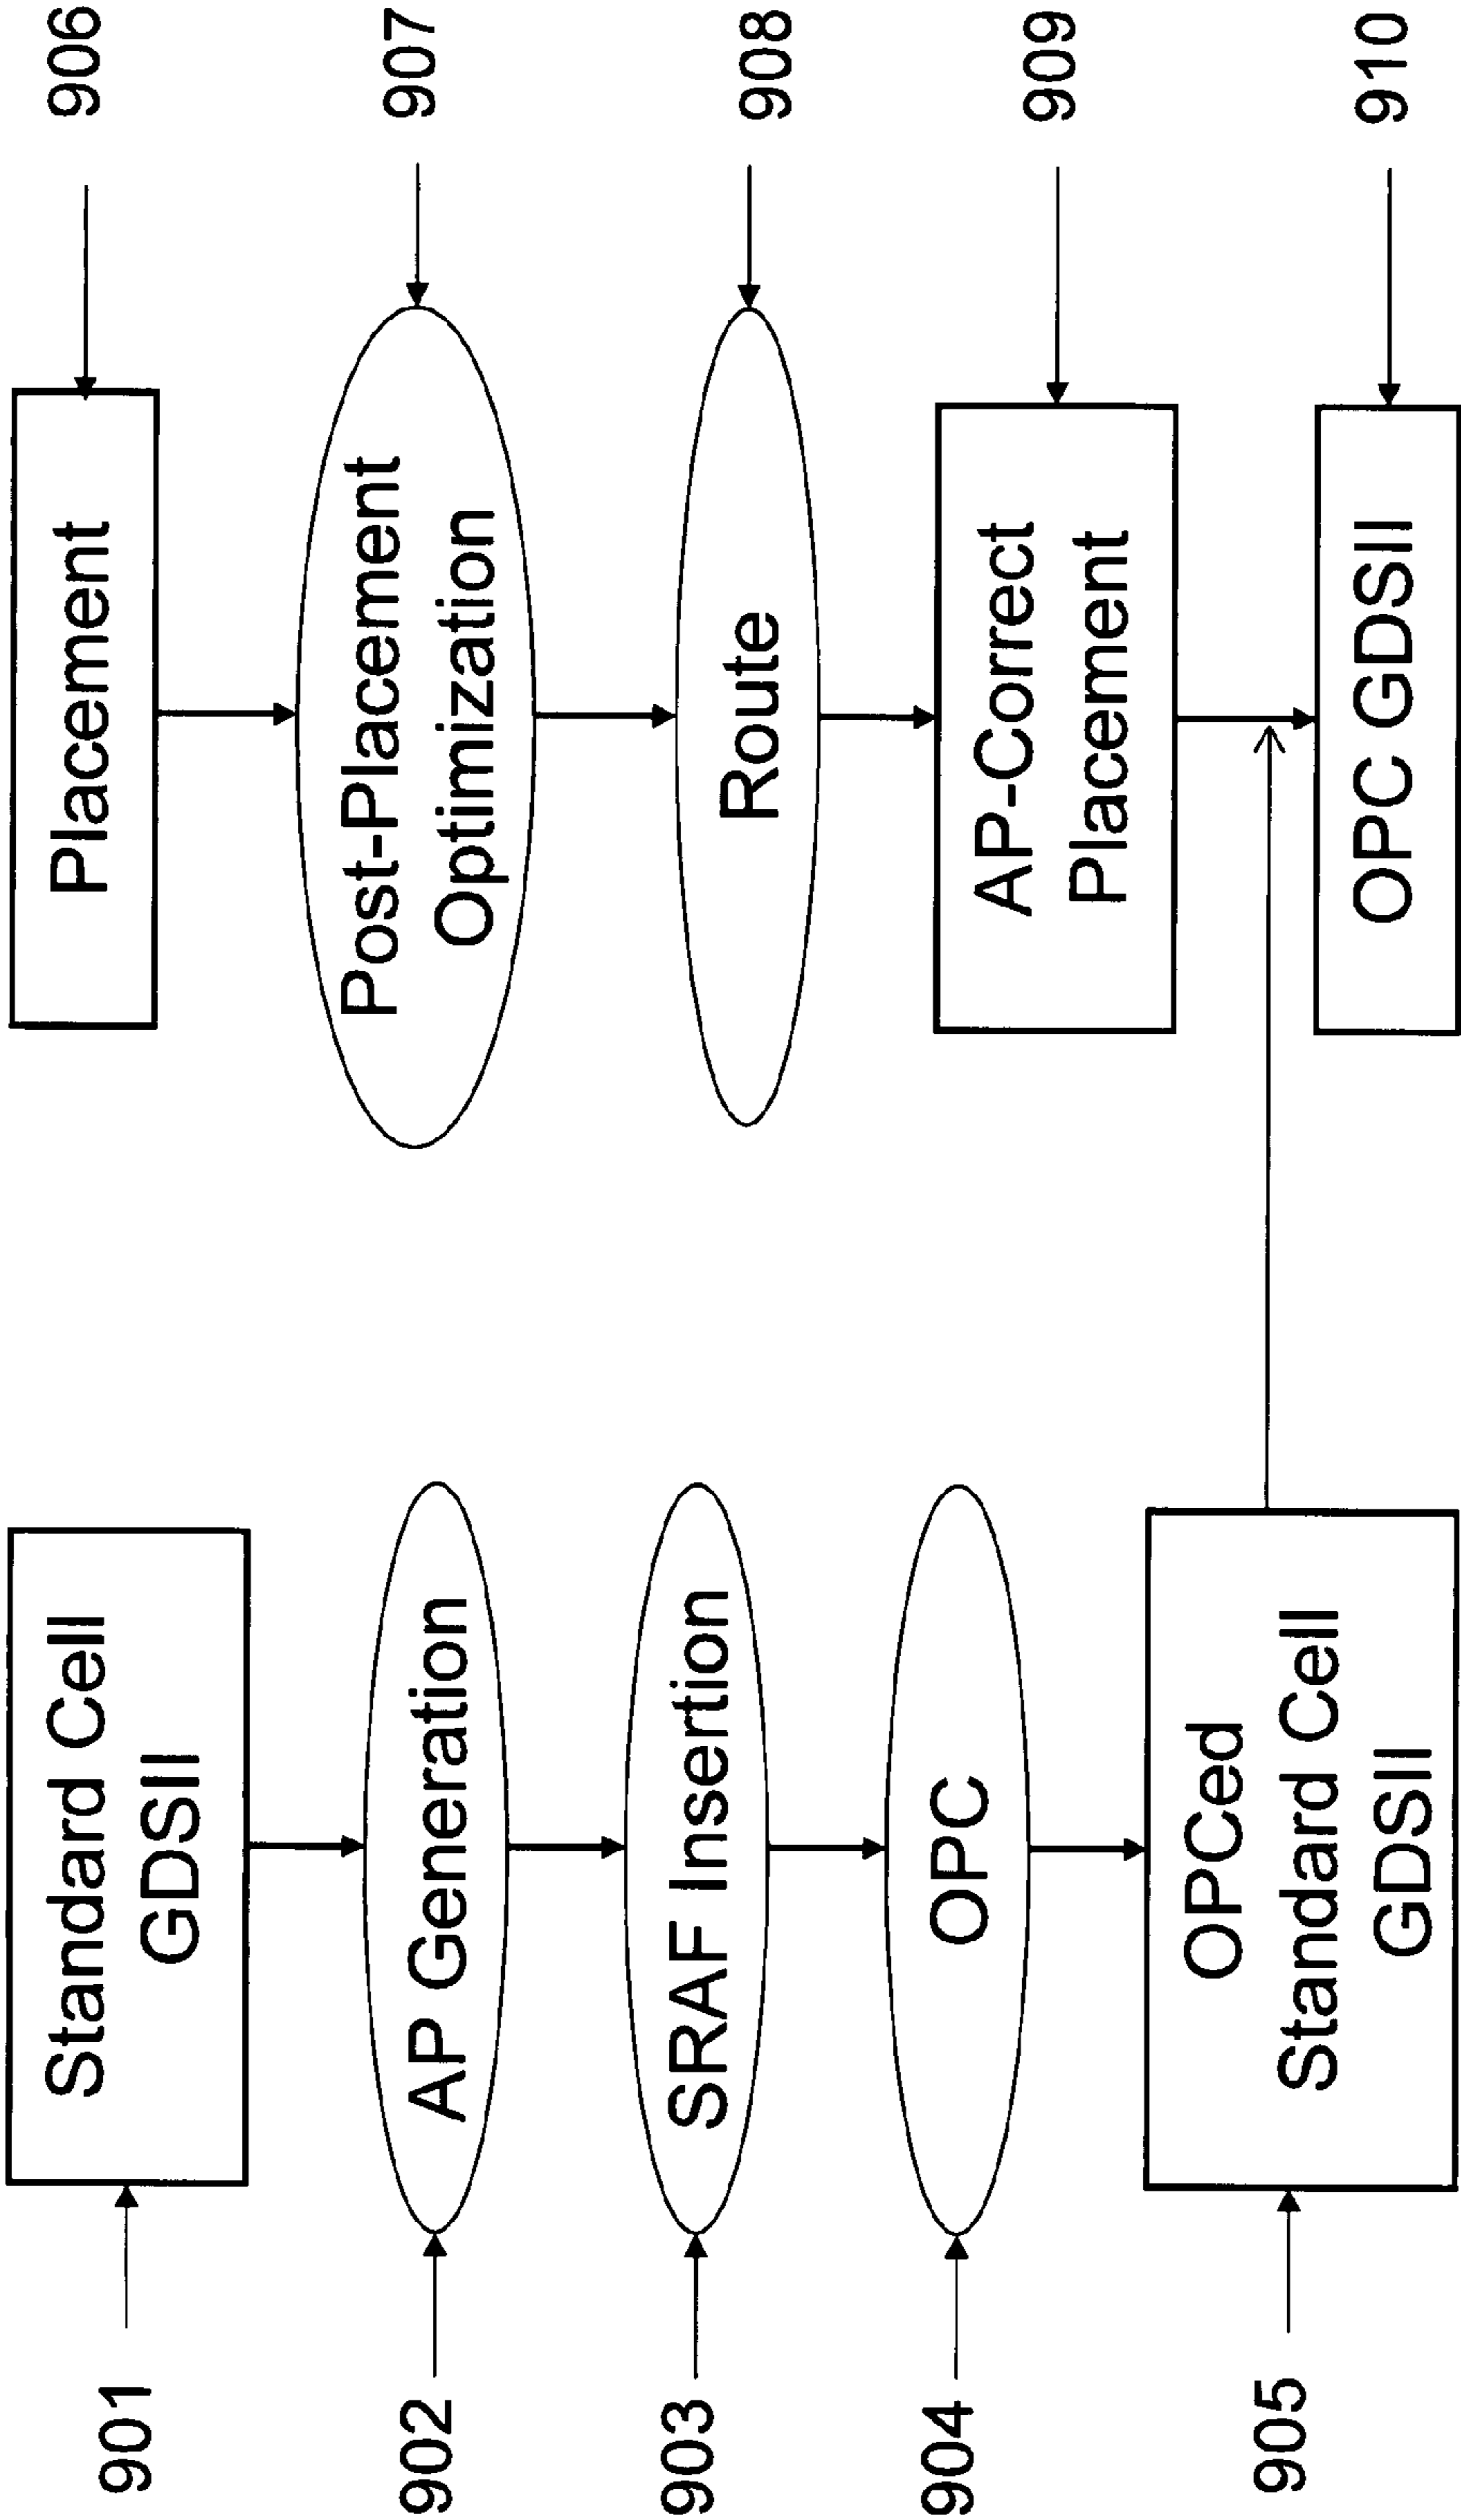 901
Standard Cell
GDSII
902
AP Generation
903
SRAF Insertion
904
OPC
905
OPCed
Standard Cell
GDSII
Placement
906
Post-Placement
Optimization
907
Route
908
AP-Correct
Placement
909
OPC GDSII
910